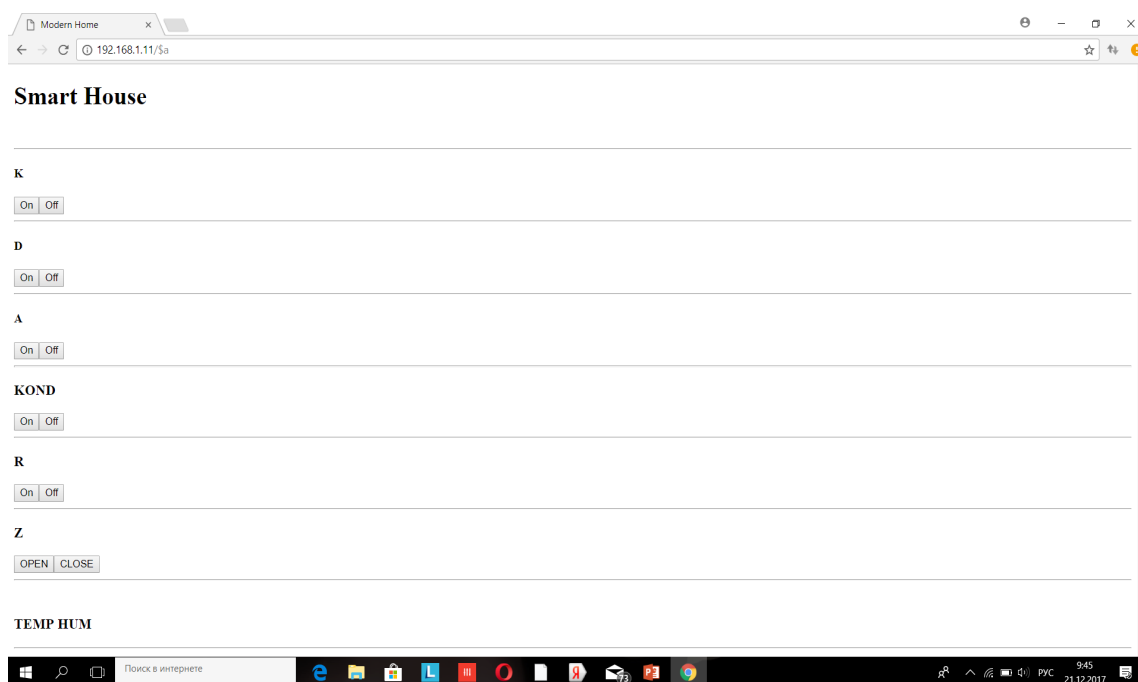 Modern Home
192.168.1.11/$a
Smart House
K
On Off
D
On Off
A
On Off
KOND
On Off
R
On Off
Z
OPEN CLOSE
TEMP HUM
Поиск в интернете
L
O
Я
73
P
РУС
9:45
21.12.2017